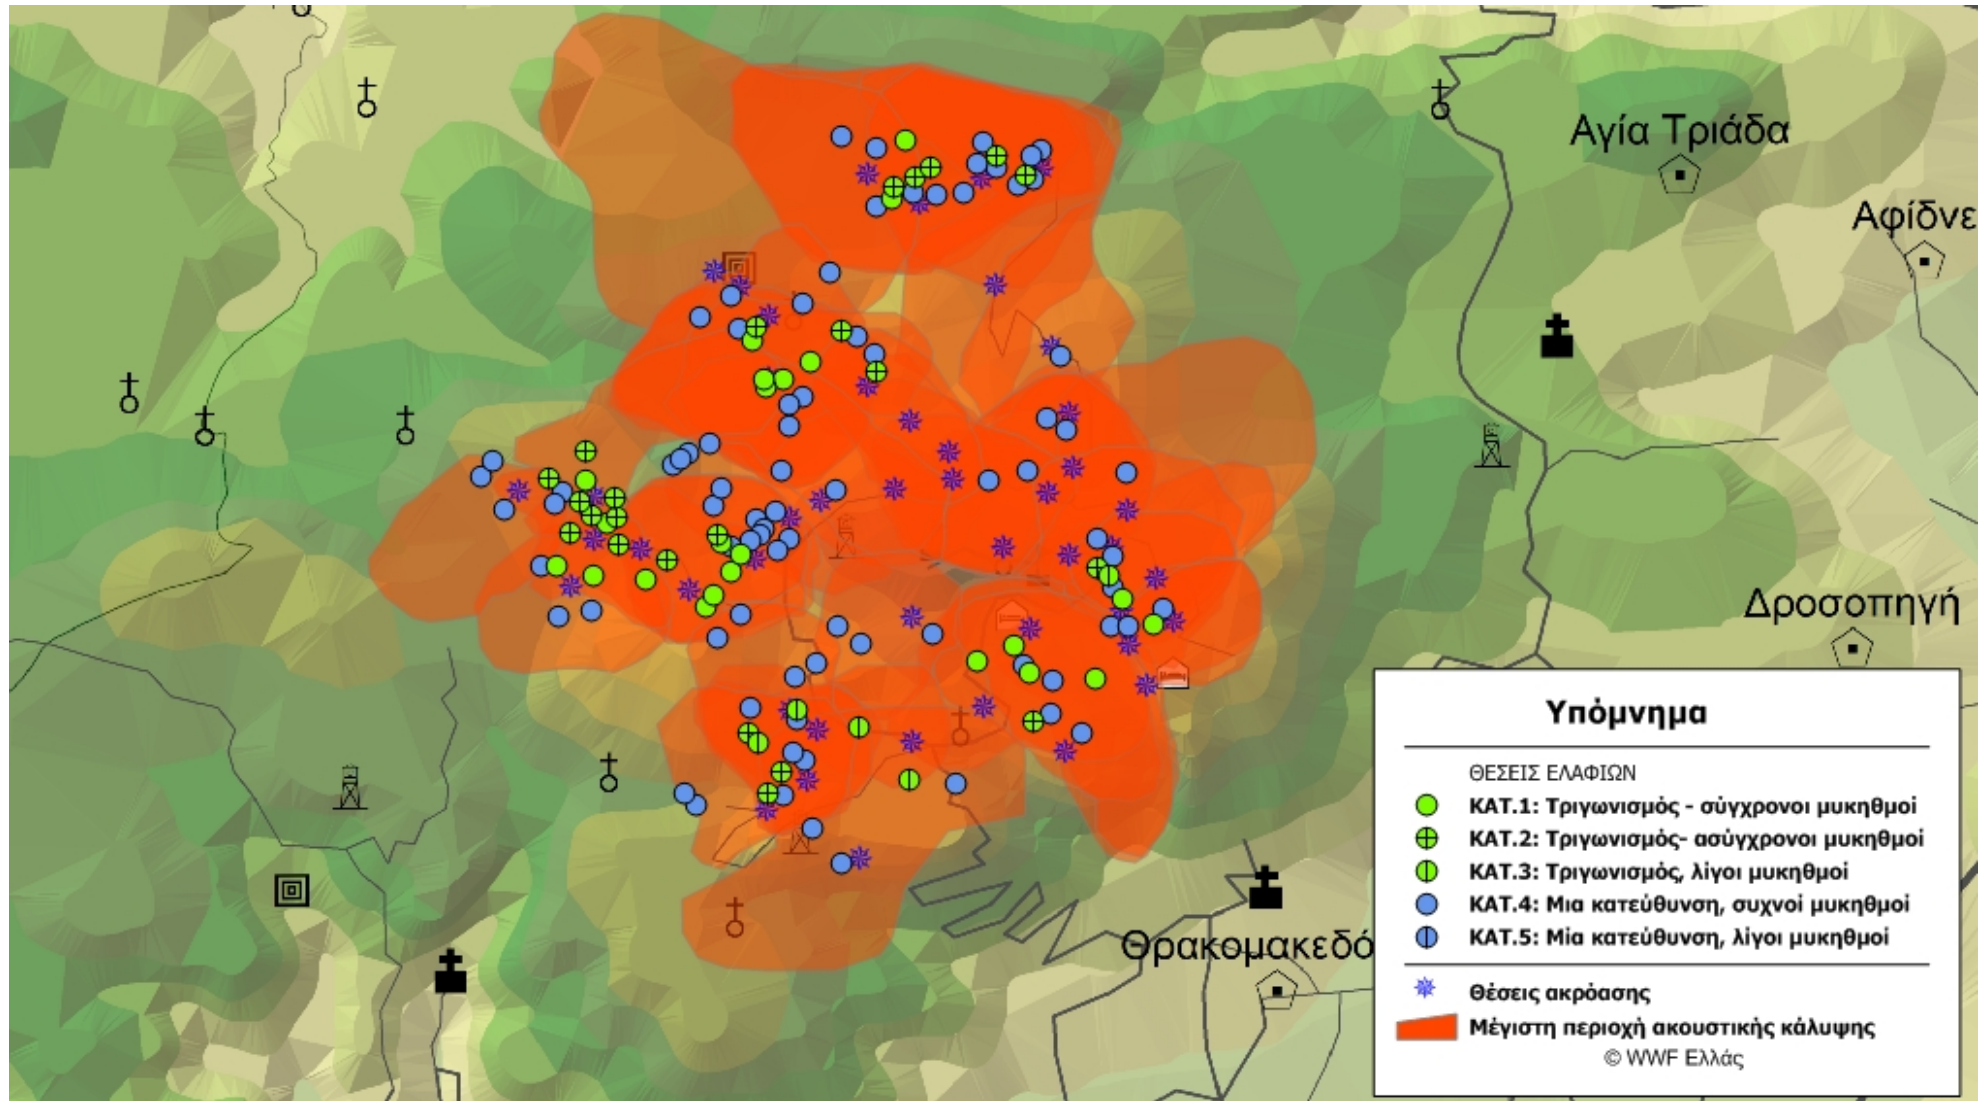 Αγία Τριάδα
Αφίδνε
Δροσοπηγή
Θρακομακεδό
Υπόμνημα
ΘΕΣΕΙΣ ΕΛΑΦΙΩΝ
ΚΑΤ.1: Τριγωνισμός - σύγχρονοι μυκηθμοί
ΚΑΤ.2: Τριγωνισμός- ασύγχρονοι μυκηθμοί
ΚΑΤ.3: Τριγωνισμός, λίγοι μυκηθμοί
ΚΑΤ.4: Μια κατεύθυνση, συχνοί μυκηθμοί
ΚΑΤ.5: Μία κατεύθυνση, λίγοι μυκηθμοί
Θέσεις ακρόασης
Μέγιστη περιοχή ακουστικής κάλυψης
© WWF Ελλάς